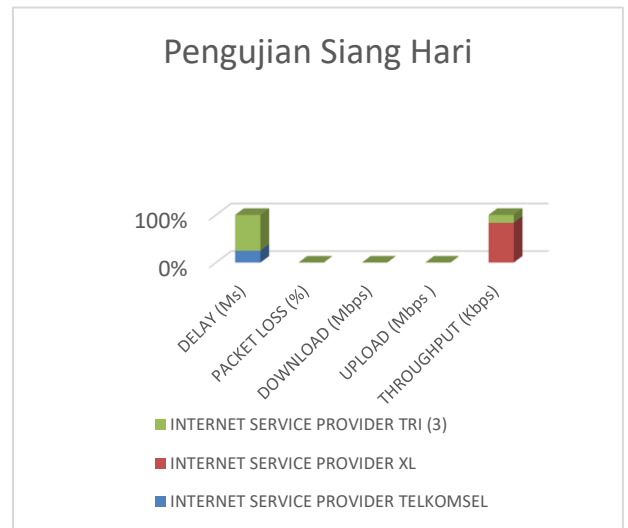 Pengujian Siang Hari
100%
0%
DELAY (Ms)
PACKET LOSS (%)
DOWNLOAD (Mbps)
UPLOAD (Mbps )
THROUGHPUT (Kbps)
INTERNET SERVICE PROVIDER TRI (3)
INTERNET SERVICE PROVIDER XL
INTERNET SERVICE PROVIDER TELKOMSEL